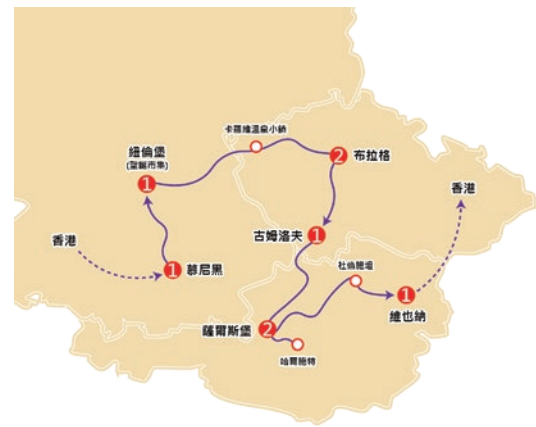 卡羅維溫泉小鎮
紐倫堡
(聖誕市集)
1
2
布拉格
香港
古姆洛夫
1
香港
1
慕尼黑
杜倫施坦
1
維也納
薩爾斯堡
2
哈爾施特